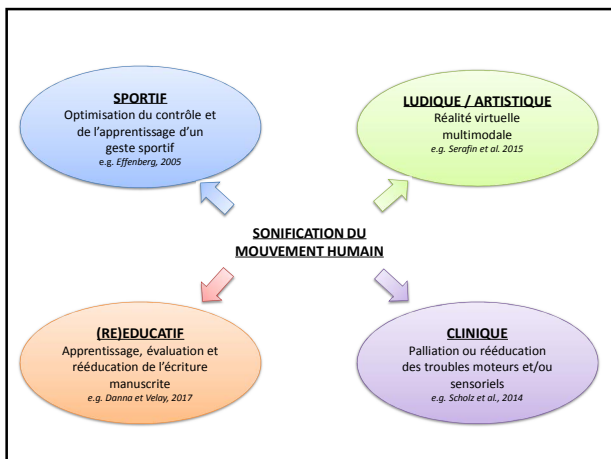 SPORTIF
Optimisation du contrôle et
de l'apprentissage d'un
geste sportif
e.g. Effenberg, 2005
LUDIQUE / ARTISTIQUE
Réalité virtuelle
multimodale
e.g. Serafin et al. 2015
SONIFICATION DU
MOUVEMENT HUMAIN
(RE)EDUCATIF
Apprentissage, évaluation et
rééducation de l'écriture
manuscrite
e.g. Danna et Velay, 2017
CLINIQUE
Palliation ou rééducation
des troubles moteurs et/ou
sensoriels
e.g. Scholz et al., 2014